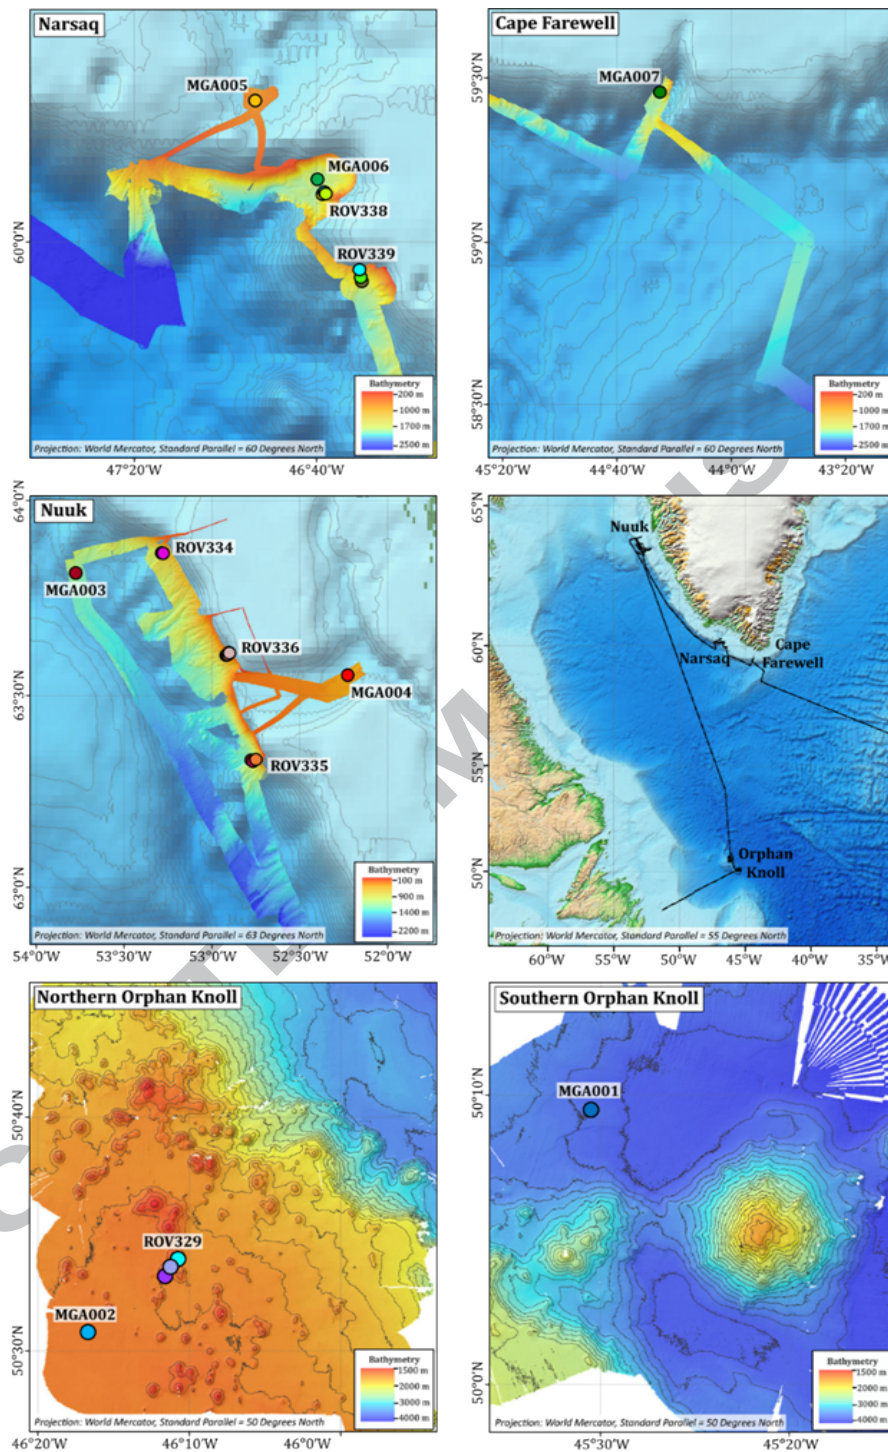 Narsaq
MGA005
MGA006
ROV338
ROV339
60°0'N
Bathymetry
200 m
1000 m
1700 m
2500 m
Projection: World Mercator, Standard Parallel = 60 Degrees North
47°20'W
46°40'W
Cape Farewell
MGA007
59°30'N
59°0'N
58°30'N
Bathymetry
200 m
1000 m
1700 m
2500 m
Projection: World Mercator, Standard Parallel = 60 Degrees North
45°20'W
44°40'W
44°0'W
43°20'W
Nuuk
64°0'N
ROV334
MGA003
ROV336
MGA004
63°30'N
ROV335
63°0'N
Bathymetry
100 m
900 m
1400 m
2200 m
Projection: World Mercator, Standard Parallel = 63 Degrees North
54°0'W
53°30'W
53°0'W
52°30'W
52°0'W
65°N
Nuuk
60°N
Narsaq
Cape
Farewell
55°N
Orphan
Knoll
50°N
Projection: World Mercator, Standard Parallel = 55 Degrees North
60°W
55°W
50°W
45°W
40°W
35°W
Northern Orphan Knoll
50°40'N
ROV329
MGA002
50°30'N
Bathymetry
1500 m
2000 m
3000 m
4000 m
Projection: World Mercator, Standard Parallel = 50 Degrees North
46°20'W
46°10'W
46°0'W
Southern Orphan Knoll
50°10'N
MGA001
50°0'N
Bathymetry
1500 m
2000 m
3000 m
4000 m
Projection: World Mercator, Standard Parallel = 50 Degrees North
45°30'W
45°20'W